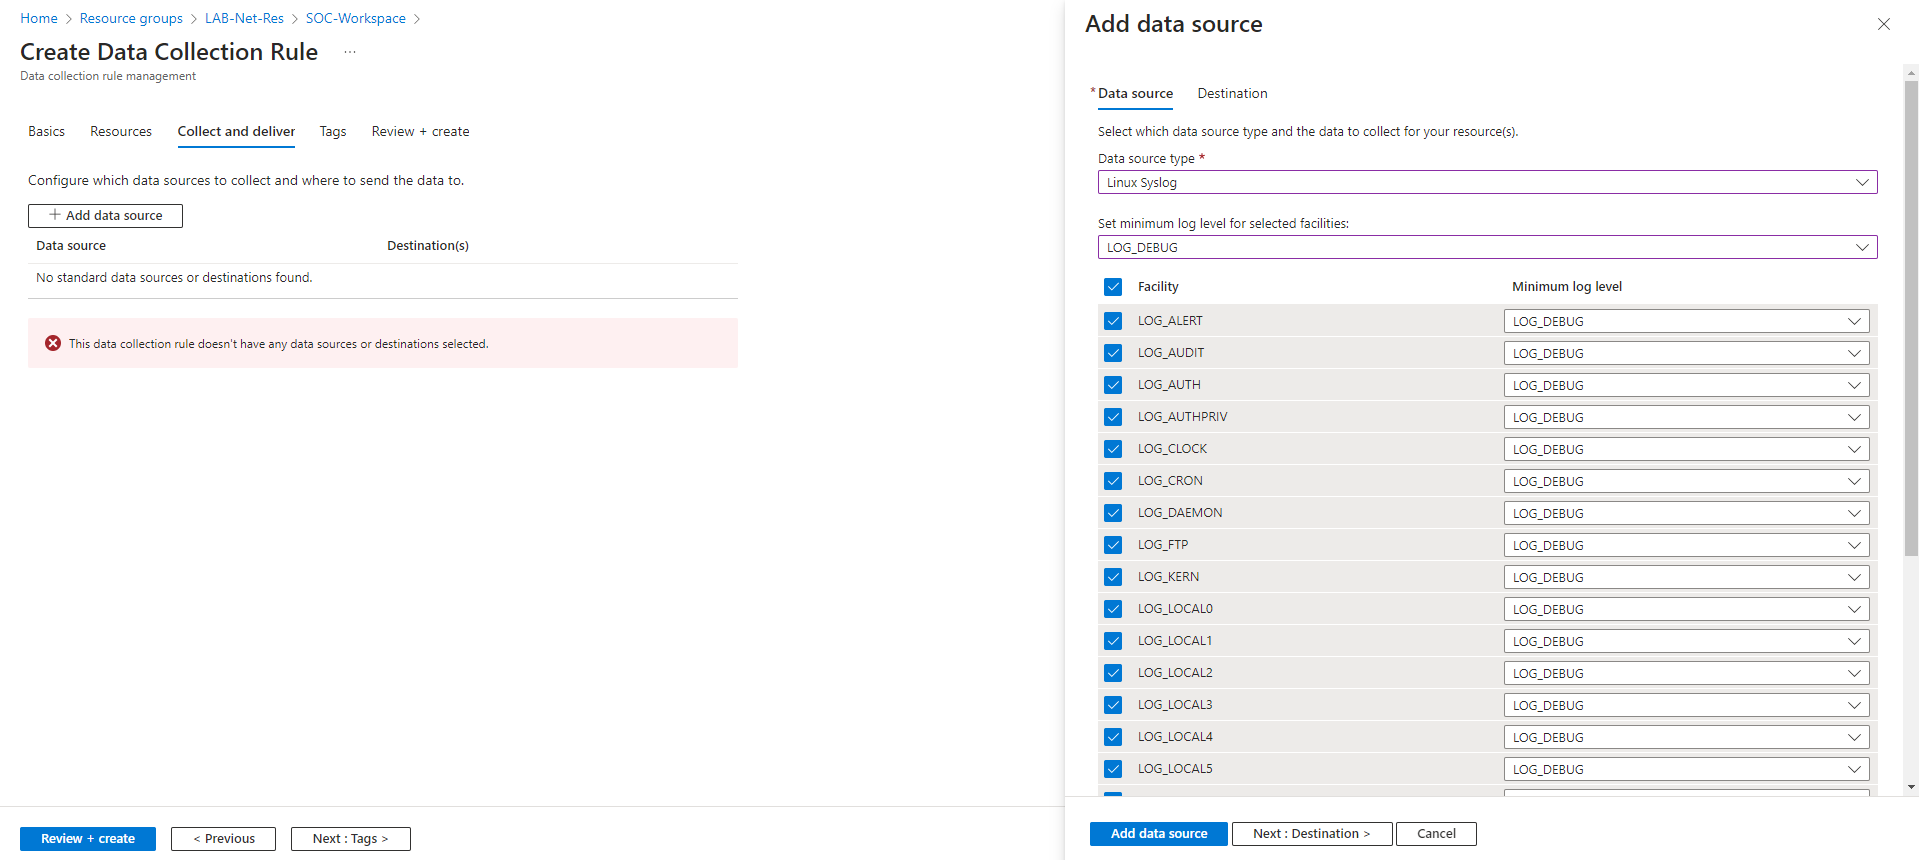 Home > Resource groups > LAB-Net-Res > SOC-Workspace >
Create Data Collection Rule ...
Data collection rule management
Basics Resources Collect and deliver Tags Review + create
Configure which data sources to collect and where to send the data to.
+ Add data source
Data source Destination(s)
No standard data sources or destinations found.
This data collection rule doesn't have any data sources or destinations selected.
Review + create < Previous Next : Tags >
Add data source
* Data source Destination
Select which data source type and the data to collect for your resource(s).
Data source type *
Linux Syslog
Set minimum log level for selected facilities:
LOG_DEBUG
Facility Minimum log level
LOG_ALERT LOG_DEBUG
LOG_AUDIT LOG_DEBUG
LOG_AUTH LOG_DEBUG
LOG_AUTHPRIV LOG_DEBUG
LOG_CLOCK LOG_DEBUG
LOG_CRON LOG_DEBUG
LOG_DAEMON LOG_DEBUG
LOG_FTP LOG_DEBUG
LOG_KERN LOG_DEBUG
LOG_LOCAL0 LOG_DEBUG
LOG_LOCAL1 LOG_DEBUG
LOG_LOCAL2 LOG_DEBUG
LOG_LOCAL3 LOG_DEBUG
LOG_LOCAL4 LOG_DEBUG
LOG_LOCAL5 LOG_DEBUG
Add data source Next : Destination > Cancel